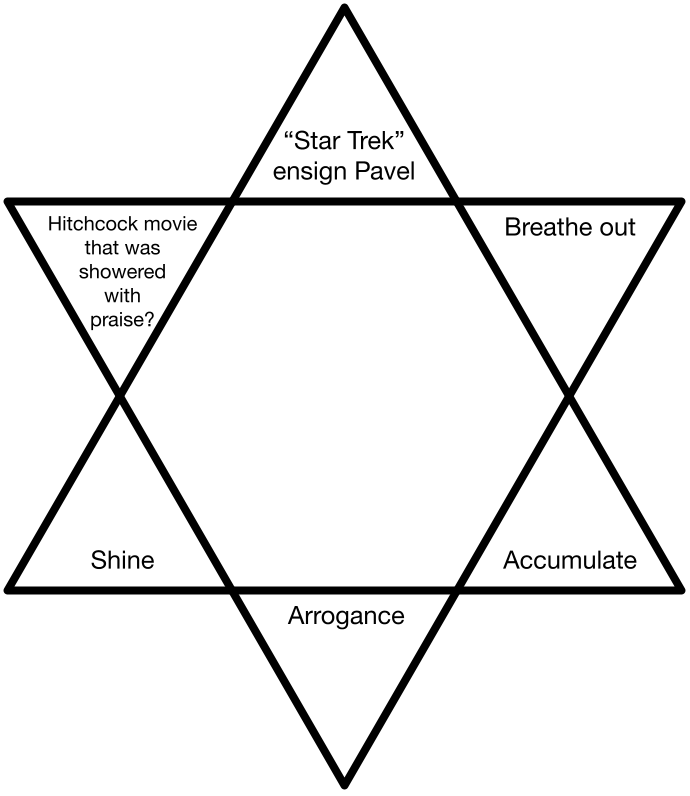 “Star Trek”
ensign Pavel
Hitchcock movie
that was
showered
with
praise?
Breathe out
Shine
Accumulate
Arrogance